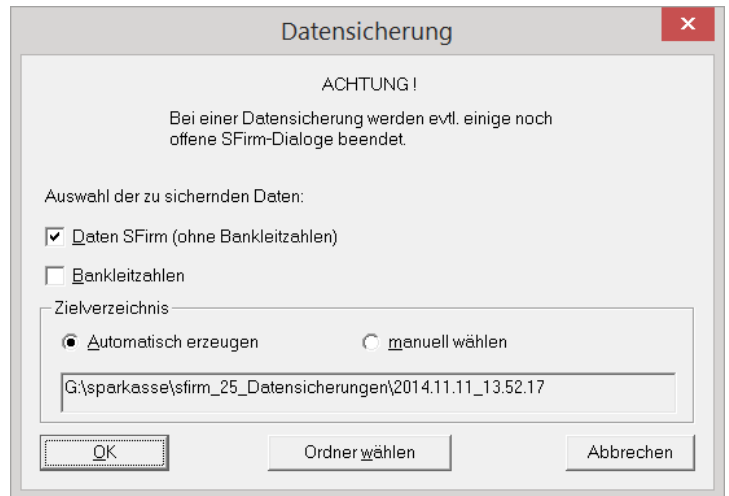 Datensicherung
ACHTUNG !
Bei einer Datensicherung werden evtl. einige noch
offene SFirm-Dialoge beendet.
Auswahl der zu sichernden Daten:
Daten SFirm (ohne Bankleitzahlen)
Bankleitzahlen
Zielverzeichnis
Automatisch erzeugen manuell wählen
G:\sparkasse\sfirm_25_Datensicherungen\2014.11.11_13.52.17
OK Ordner wählen Abbrechen